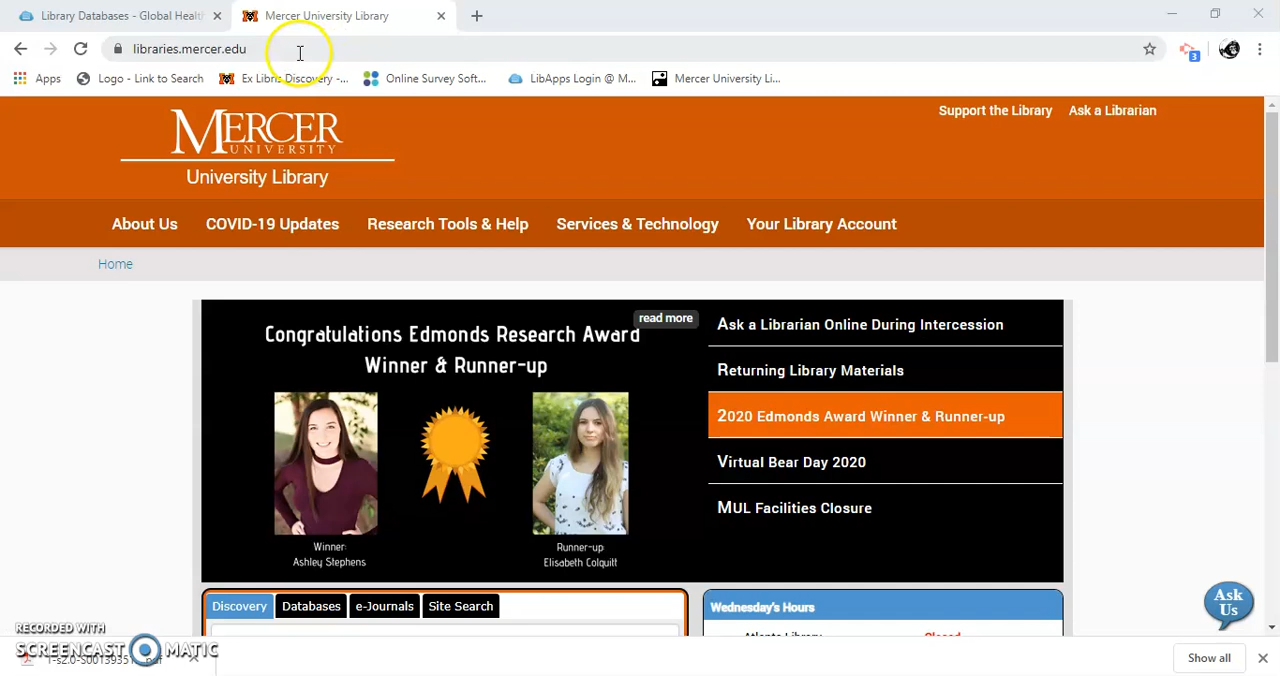 Library Databases - Global Healt
Mercer University Library
libraries.mercer.edu
3
Apps
Logo - Link to Search
Ex Libris Discovery -...
Online Survey Soft...
LibApps Login @ M...
Mercer University Li...
MERCER
UNIVERSITY
University Library
Support the Library
Ask a Librarian
About Us
COVID-19 Updates
Research Tools & Help
Services & Technology
Your Library Account
Home
Congratulations Edmonds Research Award
Winner & Runner-up
read more
Winner:
Ashley Stephens
Runner-up
Elisabeth Colquitt
Ask a Librarian Online During Intercession
Returning Library Materials
2020 Edmonds Award Winner & Runner-up
Virtual Bear Day 2020
MUL Facilities Closure
Discovery
Databases
e-Journals
Site Search
Wednesday's Hours
Atlanta Library
Closed
Ask
Us
RECORDED WITH
SCREENCAST MATIC
Show all